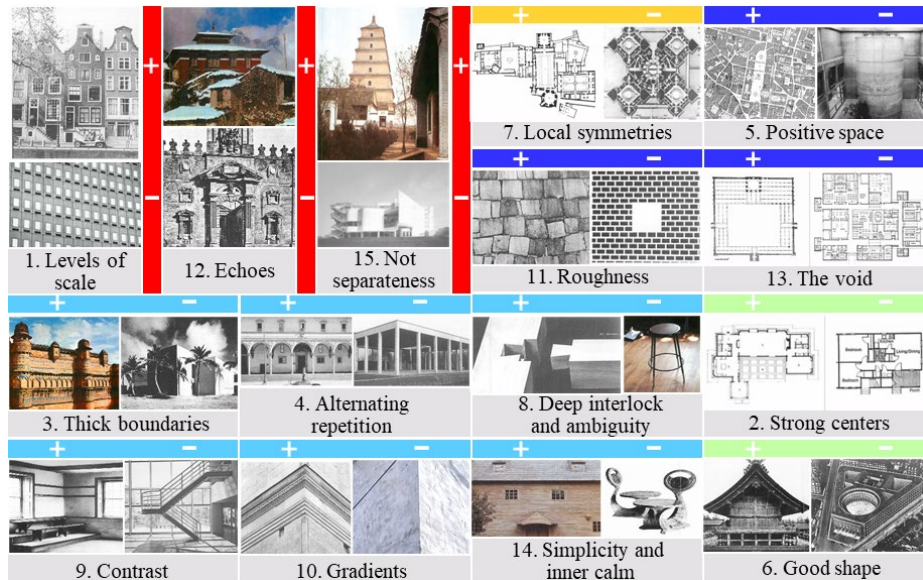 + −
+ −
7. Local symmetries
5. Positive space
+
+
+
−
−
−
+ −
+ −
1. Levels of
scale
12. Echoes
15. Not
separateness
11. Roughness
13. The void
+ −
+ −
+ −
+ −
3. Thick boundaries
4. Alternating
repetition
8. Deep interlock
and ambiguity
2. Strong centers
+ −
+ −
+ −
+ −
9. Contrast
10. Gradients
14. Simplicity and
inner calm
6. Good shape